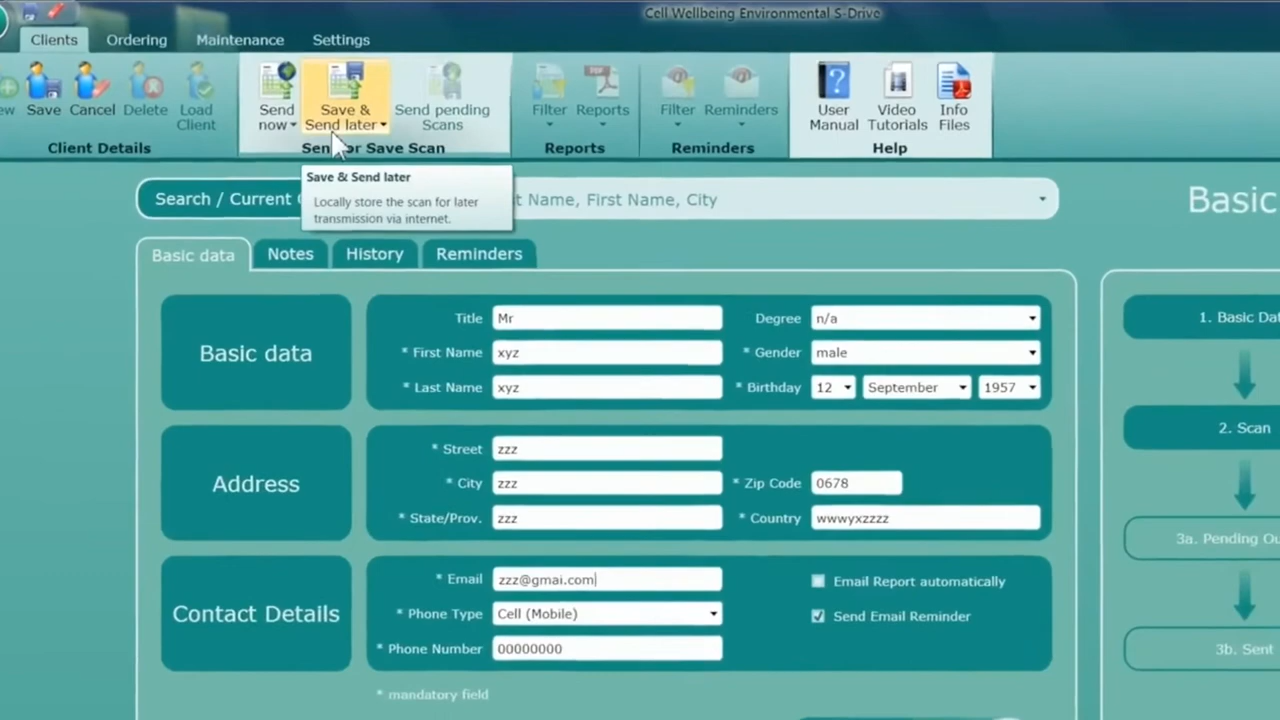 Cell Wellbeing Environmental S-Drive
Clients Ordering Maintenance Settings
Save Cancel Delete Load Client
Send now Save & Send later Send pending Scans
Filter Reports
Filter Reminders
User Manual Video Tutorials Info Files
Client Details
Save Scan
Reports
Reminders
Help
Save & Send later
Locally store the scan for later
transmission via internet.
Search / Current
Name, First Name, City
Basic
Basic data Notes History Reminders
Basic data
Title Mr
Degree n/a
* First Name xyz
* Gender male
* Last Name xyz
* Birthday 12 September 1957
Address
* Street zzz
* City zzz
* Zip Code 0678
* State/Prov. zzz
* Country wwwyxzzzz
Contact Details
* Email zzz@gmai.com
Email Report automatically
* Phone Type Cell (Mobile)
Send Email Reminder
* Phone Number 00000000
* mandatory field
1. Basic Dat
2. Scan
3a. Pending Ou
3b. Sent